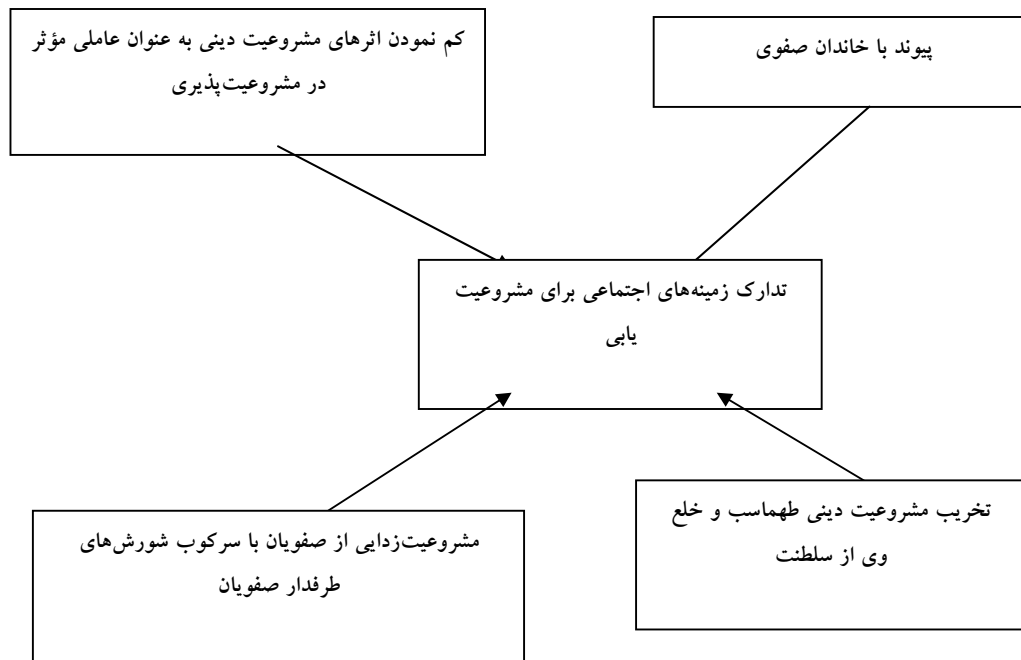 پیوند با خاندان صفوی
کم نمودن اثرهای مشروعیت دینی به عنوان عاملی مؤثر
در مشروعیت‌پذیری
تدارک زمینه‌های اجتماعی برای مشروعیت
یابی
تخریب مشروعیت دینی طهماسب و خلع
وی از سلطنت
مشروعیت‌زدایی از صفویان با سرکوب شورش‌های
طرفدار صفویان